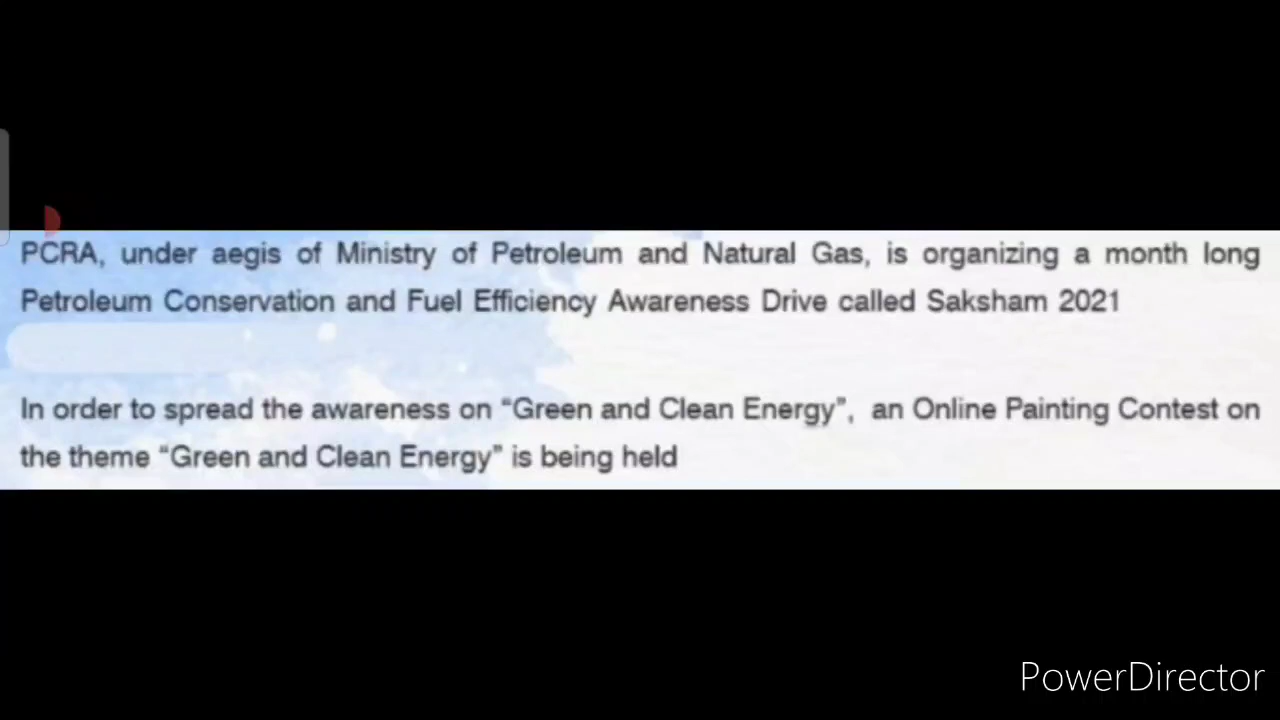 PCRA, under aegis of Ministry of Petroleum and Natural Gas, is organizing a month long
Petroleum Conservation and Fuel Efficiency Awareness Drive called Saksham 2021
In order to spread the awareness on “Green and Clean Energy”, an Online Painting Contest on
the theme “Green and Clean Energy” is being held
PowerDirector